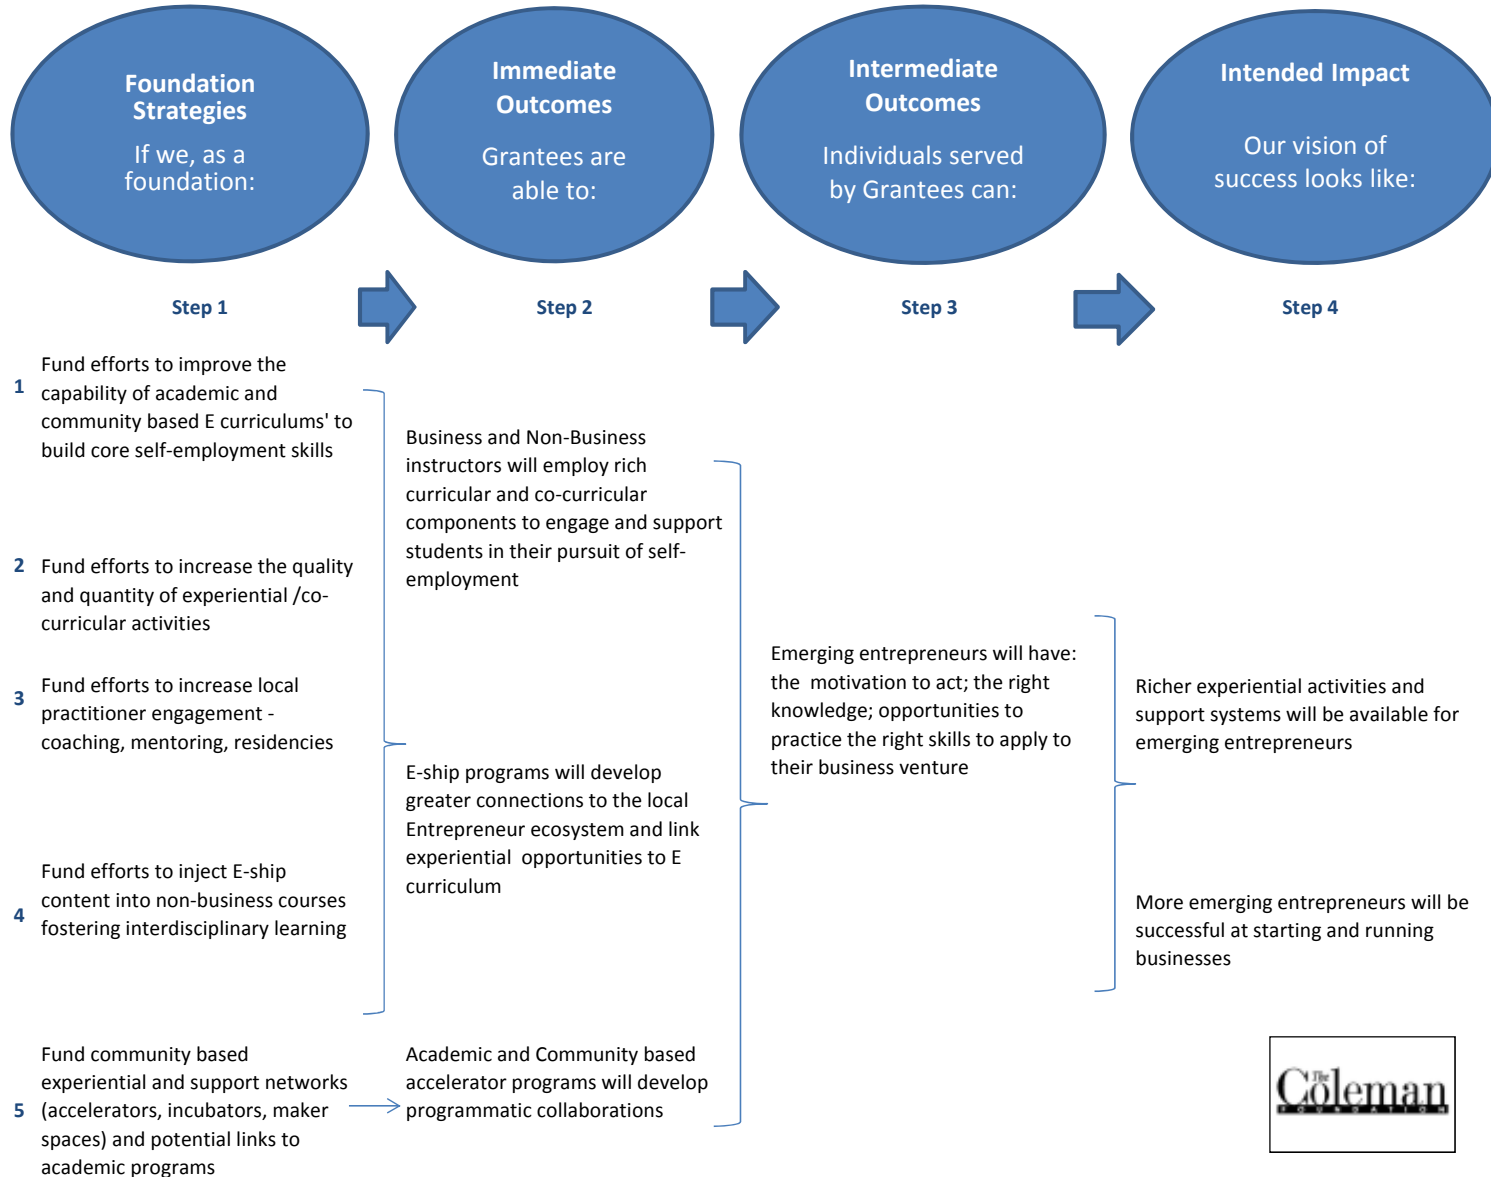 Foundation
Strategies
If we, as a
foundation:
Immediate
Outcomes
Grantees are
able to:
Intermediate
Outcomes
Individuals served
by Grantees can:
Intended Impact
Our vision of
success looks like:
Step 1
Step 2
Step 3
Step 4
1
Fund efforts to improve the
capability of academic and
community based E curriculums' to
build core self-employment skills
2
Fund efforts to increase the quality
and quantity of experiential /co-
curricular activities
3
Fund efforts to increase local
practitioner engagement -
coaching, mentoring, residencies
4
Fund efforts to inject E-ship
content into non-business courses
fostering interdisciplinary learning
5
Fund community based
experiential and support networks
(accelerators, incubators, maker
spaces) and potential links to
academic programs
Business and Non-Business
instructors will employ rich
curricular and co-curricular
components to engage and support
students in their pursuit of self-
employment
E-ship programs will develop
greater connections to the local
Entrepreneur ecosystem and link
experiential  opportunities to E
curriculum
Academic and Community based
accelerator programs will develop
programmatic collaborations
Emerging entrepreneurs will have:
the  motivation to act; the right
knowledge; opportunities to
practice the right skills to apply to
their business venture
Richer experiential activities and
support systems will be available for
emerging entrepreneurs
More emerging entrepreneurs will be
successful at starting and running
businesses
The
Coleman
FOUNDATION